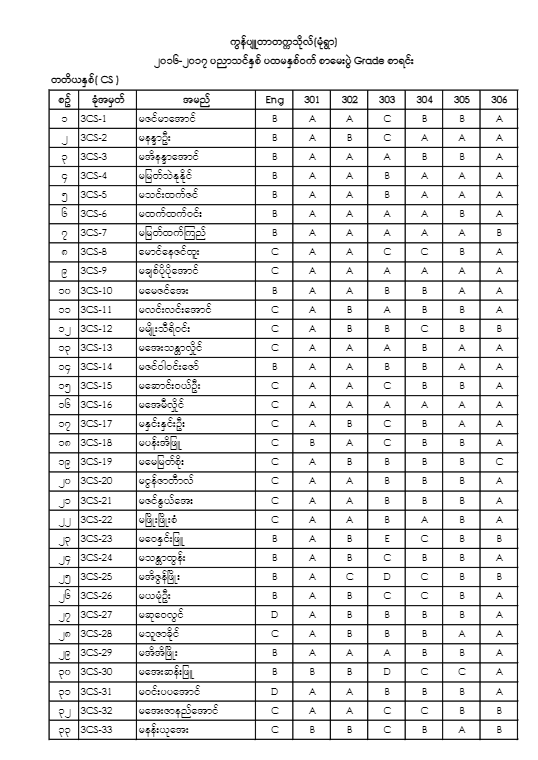 ကွန်ပျူတာတက္ကသိုလ်(မုံရွာ)
၂၀၁၆-၂၀၁၇ ပညာသင်နှစ် ပထမနှစ်ဝက် စာမေးပွဲ Grade စာရင်း
တတိယနှစ်( CS )
စဉ် ခုံအမှတ် အမည် Eng 301 302 303 304 305 306
၁ 3CS-1 မဇင်မာအောင် B A A C B B A
၂ 3CS-2 မနန္ဒာဦး B A B C A A A
၃ 3CS-3 မအိန္ဒာအောင် B A A A B B A
၄ 3CS-4 မမြတ်သဲနုနိုင် B A A B A A A
၅ 3CS-5 မသင်းထက်ဇင် B A A B A A A
၆ 3CS-6 မထက်ထက်ဝင်း B A A A A B A
၇ 3CS-7 မမြတ်ထက်ကြည် B A A A A A B
၈ 3CS-8 မောင်နေဇင်ထူး C A A C C B A
၉ 3CS-9 မချစ်ပိုပိုအောင် C A A A A A A
၁၀ 3CS-10 မမေဇင်အေး B A A B B A A
၁၁ 3CS-11 မလင်းလင်းအောင် C A B A B B A
၁၂ 3CS-12 မမျိုးသီရိဝင်း C A B B C B B
၁၃ 3CS-13 မအေးသန္တာလှိုင် C A A A B A A
၁၄ 3CS-14 မဇင်ဝါဝင်းဇော် B A A B B A A
၁၅ 3CS-15 မဆောင်းဝယ်ဦး C A A C B B A
၁၆ 3CS-16 မအေမီလှိုင် C A A A A A A
၁၇ 3CS-17 မနှင်းနှင်းဦး C A B C B A A
၁၈ 3CS-18 မပန်းအိဖြူ C B A C B B A
၁၉ 3CS-19 မမေမြတ်စိုး C A B B B B C
၂၀ 3CS-20 မငွန်ဇာတီာလ် C A A B B B A
၂၁ 3CS-21 မဇင်နွယ်အေး C A A B B B A
၂၂ 3CS-22 မဖြိုးဖြိုးစံ C A A B A B A
၂၃ 3CS-23 မဝေနှင်းဖြူ B A B E C B B
၂၄ 3CS-24 မသန္တာထွန်း B A B C B B A
၂၅ 3CS-25 မအိဇွန်ဖြိုး B A C D C B B
၂၆ 3CS-26 မယမုံဦး B A B C C B A
၂၇ 3CS-27 မဆုဝေလွင် D A B B B B A
၂၈ 3CS-28 မသူဇာခိုင် C A B B B A A
၂၉ 3CS-29 မအိအိဖြိုး B A A A B B A
၃၀ 3CS-30 မအေးဆန်းဖြူ B B B D C C A
၃၁ 3CS-31 မဝင်းပပအောင် D A A B B B A
၃၂ 3CS-32 မအေးဇာနည်အောင် C A A C C B A
၃၃ 3CS-33 မနန်းယုအေး C B B C B A B